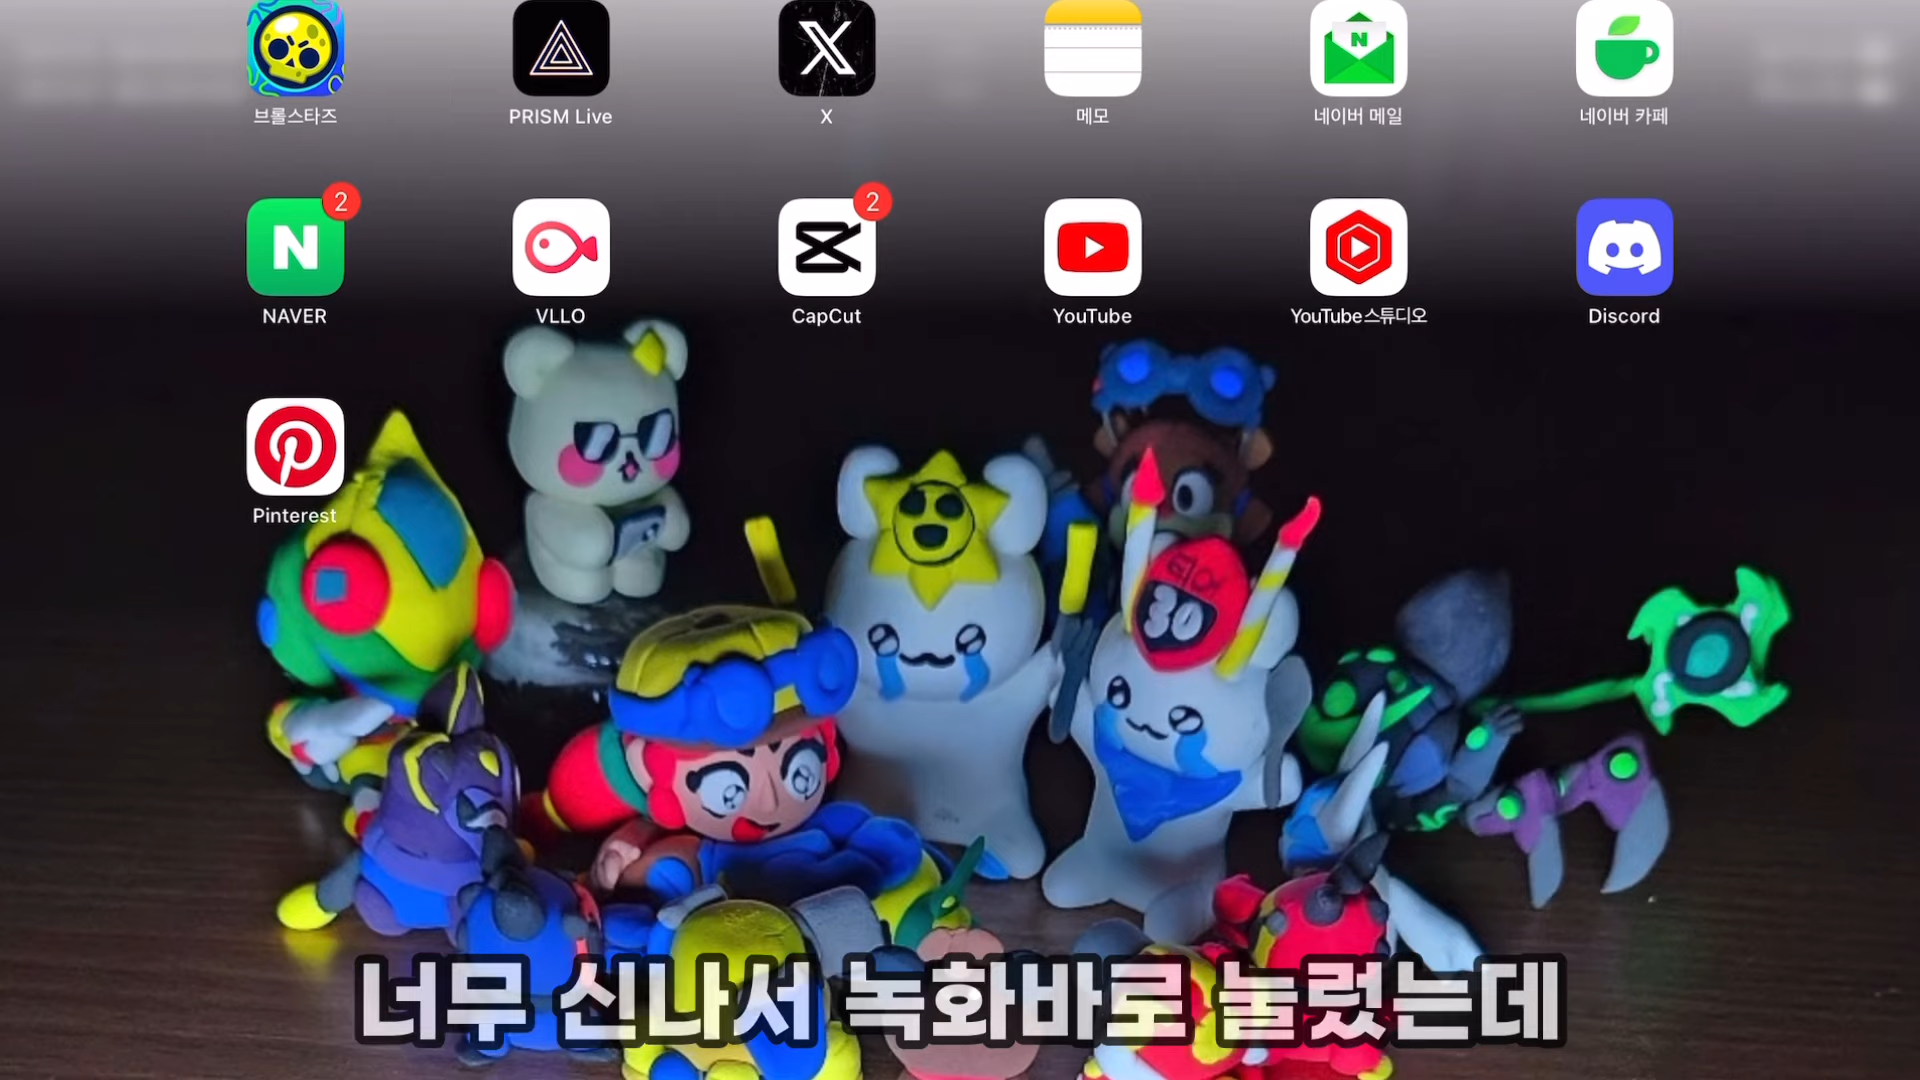 브롤스타즈
PRISM Live
X
메모
N
네이버 메일
네이버 카페
N
2
NAVER
VLLO
2
CapCut
YouTube
YouTube스튜디오
Discord
Pinterest
30
너무 신나서 녹화바로 눌렀는데